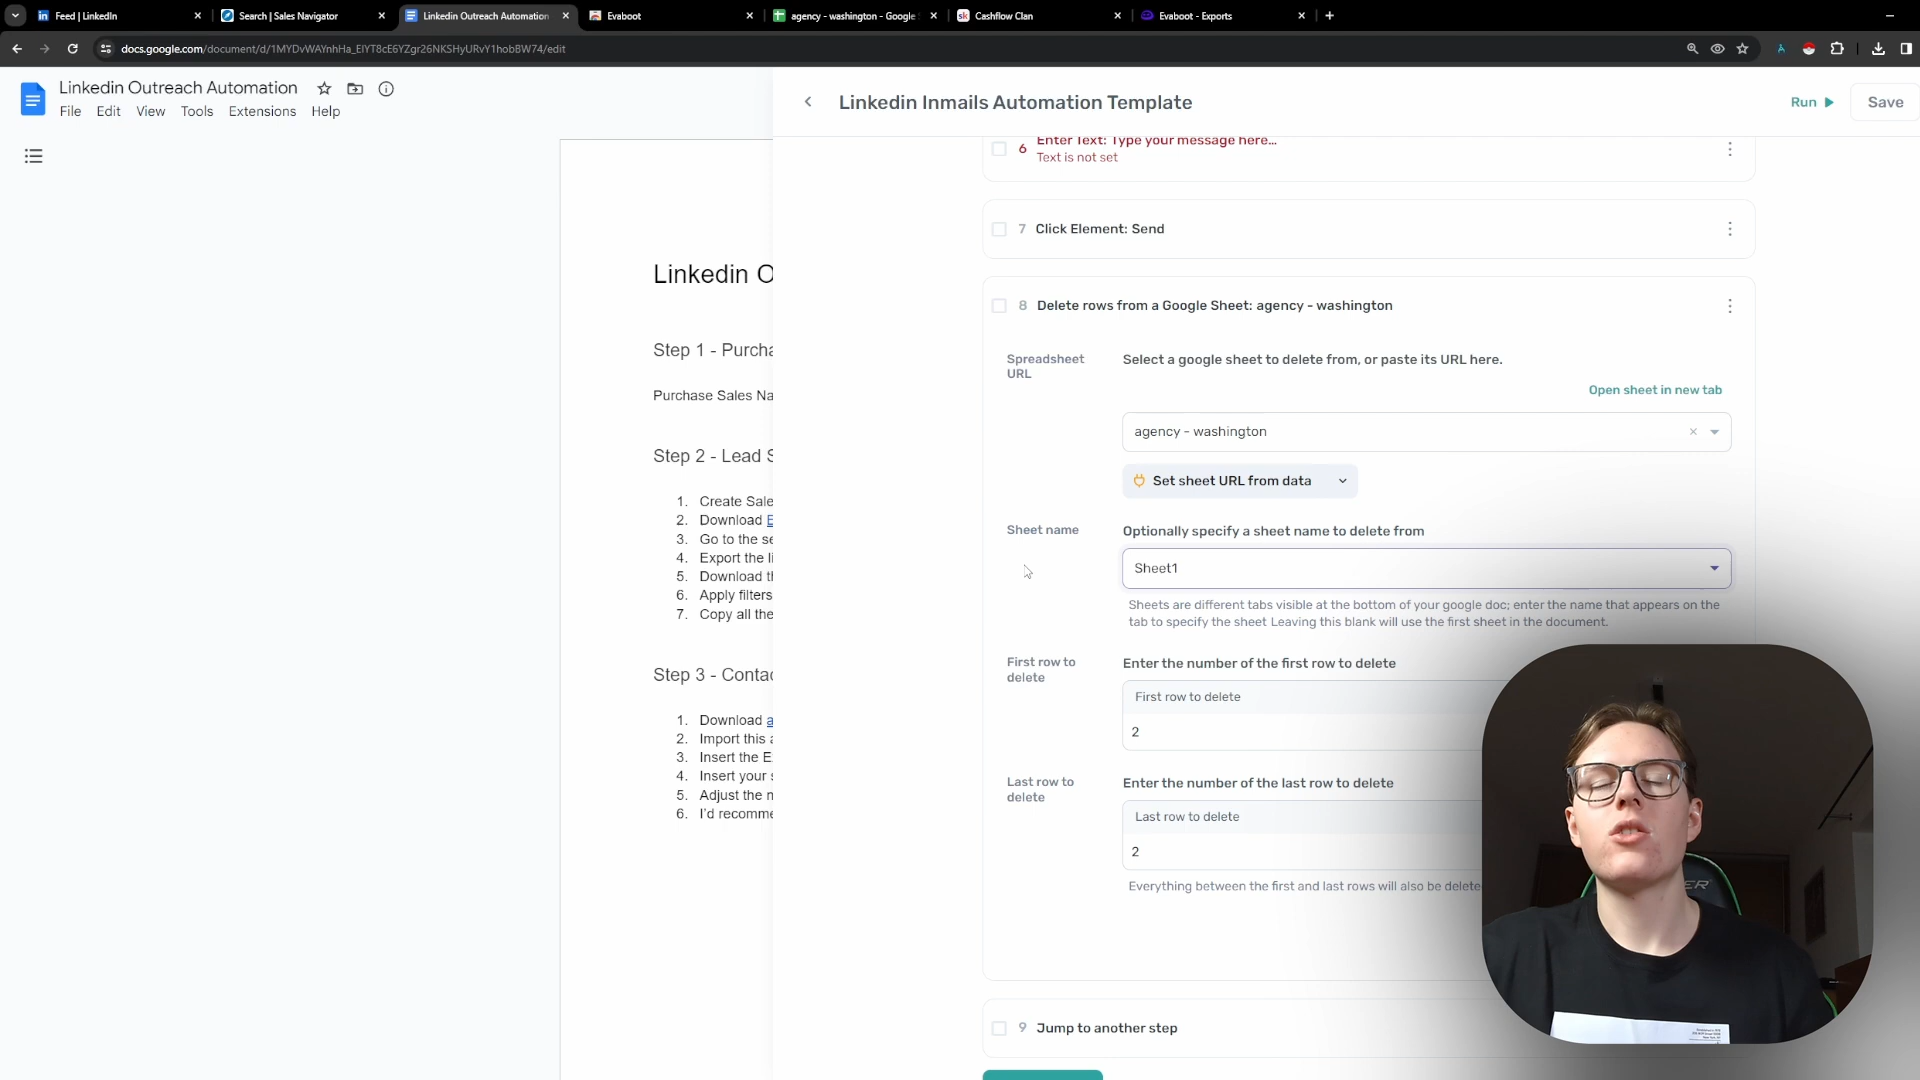 Feed | LinkedIn
Search | Sales Navigator
Linkedin Outreach Automation
Evaboot
agency - washington - Google
Cashflow Clan
Evaboot - Exports
docs.google.com/document/d/1MYDvWAYnhHa_EIYT8cE6YZgr26NKSHyURvY1hobBW74/edit
Linkedin Outreach Automation
File Edit View Tools Extensions Help
Linkedin O
Step 1 - Purcha
Purchase Sales Na
Step 2 - Lead S
1. Create Sale
2. Download E
3. Go to the se
4. Export the li
5. Download th
6. Apply filters
7. Copy all the
Step 3 - Contac
1. Download a
2. Import this a
3. Insert the E
4. Insert your s
5. Adjust the n
6. I'd recomme
Linkedin Inmails Automation Template
Run
Save
6 Enter Text: Type your message here...
Text is not set
7 Click Element: Send
8 Delete rows from a Google Sheet: agency - washington
Spreadsheet URL
Select a google sheet to delete from, or paste its URL here.
Open sheet in new tab
agency - washington
Set sheet URL from data
Sheet name
Optionally specify a sheet name to delete from
Sheet1
Sheets are different tabs visible at the bottom of your google doc; enter the name that appears on the
tab to specify the sheet Leaving this blank will use the first sheet in the document.
First row to
delete
Enter the number of the first row to delete
First row to delete
2
Last row to
delete
Enter the number of the last row to delete
Last row to delete
2
Everything between the first and last rows will also be delete
9 Jump to another step